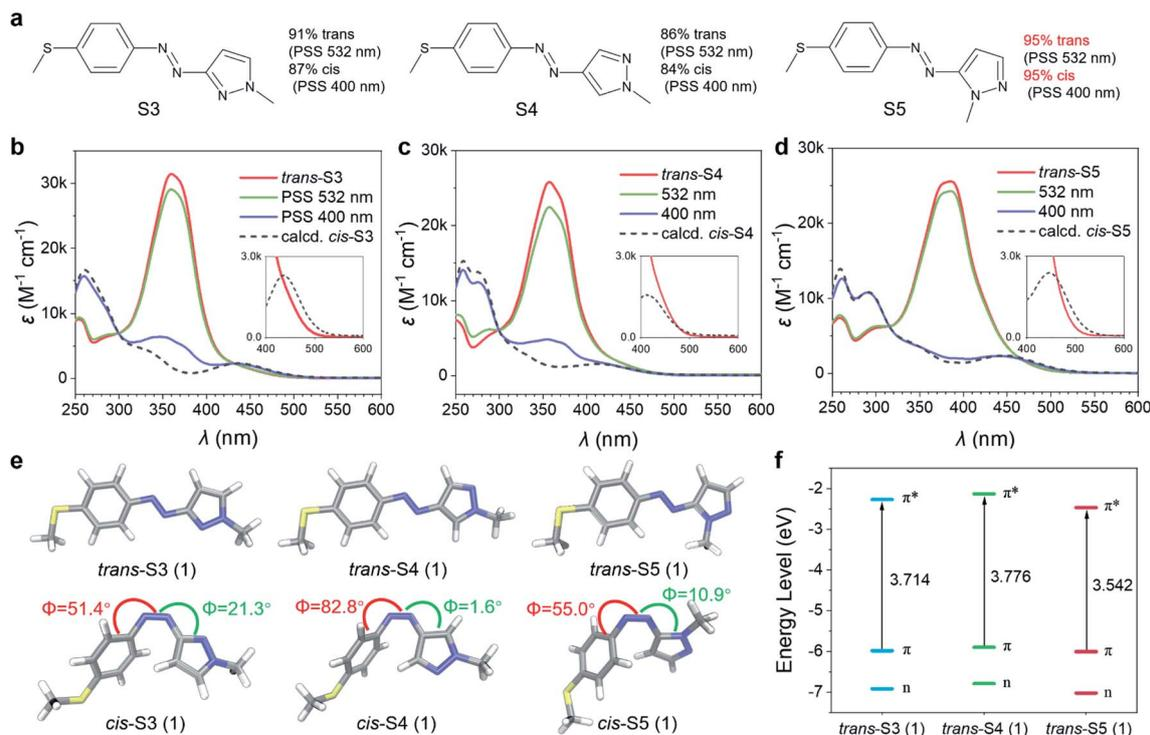 a
S
N
N
N
N
S3
91% trans
(PSS 532 nm)
87% cis
(PSS 400 nm)
S
N
N
N
N
S4
86% trans
(PSS 532 nm)
84% cis
(PSS 400 nm)
S
N
N
N
N
S5
95% trans
(PSS 532 nm)
95% cis
(PSS 400 nm)
b
ε (M⁻¹ cm⁻¹)
30k
20k
10k
0
250 300 350 400 450 500 550 600
λ (nm)
trans-S3
PSS 532 nm
PSS 400 nm
calcd. cis-S3
3.0k
0.0
400 500 600
c
ε (M⁻¹ cm⁻¹)
30k
20k
10k
0
250 300 350 400 450 500 550 600
λ (nm)
trans-S4
532 nm
400 nm
calcd. cis-S4
3.0k
0.0
400 500 600
d
ε (M⁻¹ cm⁻¹)
30k
20k
10k
0
250 300 350 400 450 500 550 600
λ (nm)
trans-S5
532 nm
400 nm
calcd. cis-S5
3.0k
0.0
400 500 600
e
trans-S3 (1)
trans-S4 (1)
trans-S5 (1)
Φ=51.4°
Φ=21.3°
Φ=82.8°
Φ=1.6°
Φ=55.0°
Φ=10.9°
cis-S3 (1)
cis-S4 (1)
cis-S5 (1)
f
Energy Level (eV)
-2
-3
-4
-5
-6
-7
π*
3.714
π
n
π*
3.776
π
n
π*
3.542
π
n
trans-S3 (1) trans-S4 (1) trans-S5 (1)